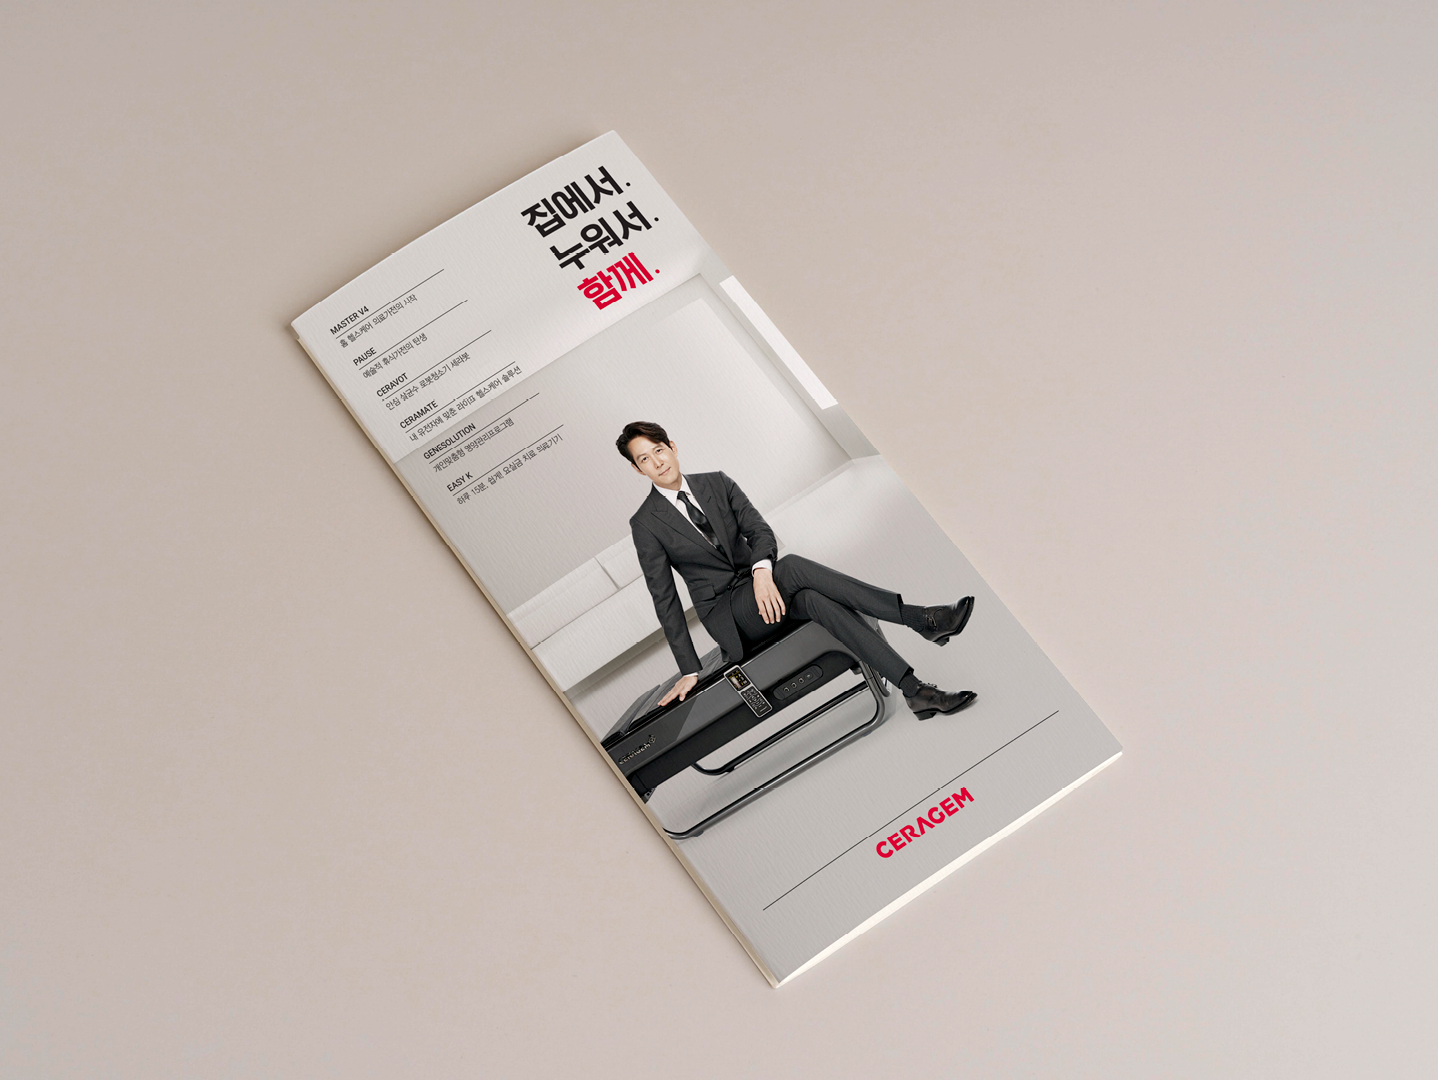 집에서.
누워서.
함께.
MASTER V4
홈 헬스케어 의료가전의 시작
PAUSE
예술적 휴식가전의 탄생
CERAVOT
안심 살균수 로봇청소기 세라봇
CERAMATE
내 유전자에 맞춘 라이프 헬스케어 솔루션
GENESOLUTION
개인맞춤형 영양관리프로그램
EASY K
하루 15분, 쉽게! 요실금 치료 의료기기
CERAGEM